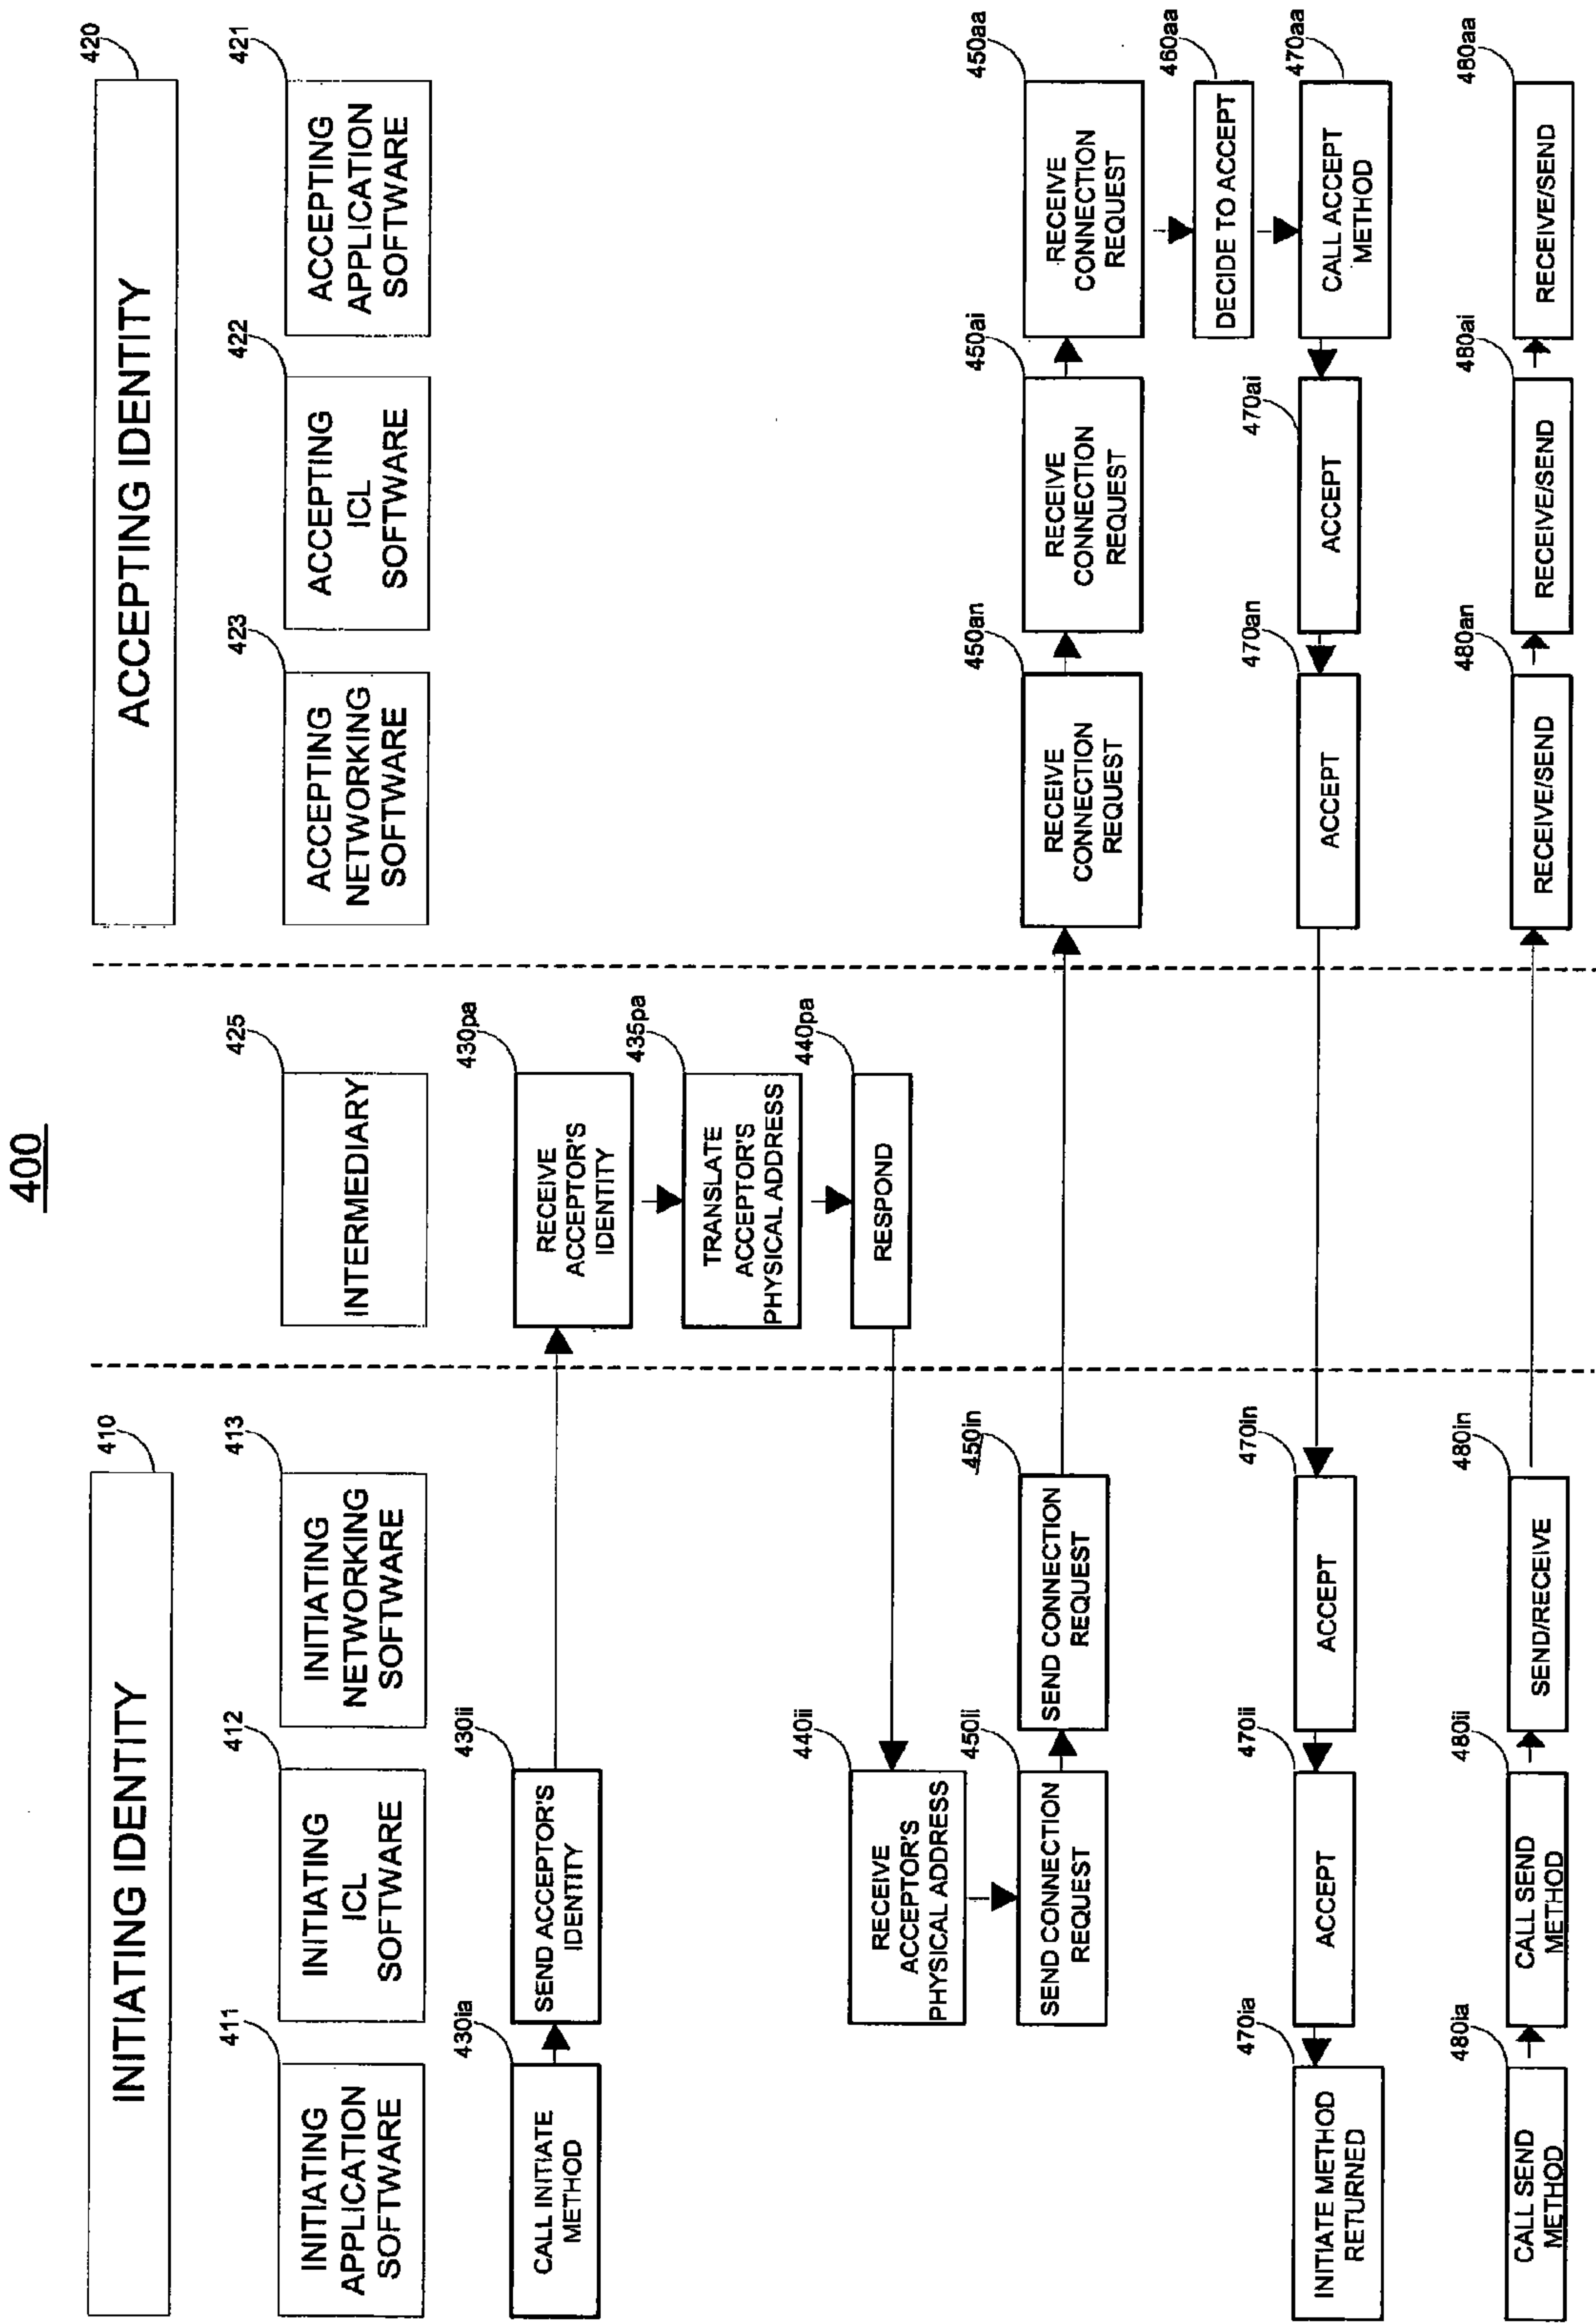 400
410
INITIATING IDENTITY
420
ACCEPTING IDENTITY
411
INITIATING
APPLICATION
SOFTWARE
412
INITIATING
ICL
SOFTWARE
413
INITIATING
NETWORKING
SOFTWARE
425
INTERMEDIARY
423
ACCEPTING
NETWORKING
SOFTWARE
422
ACCEPTING
ICL
SOFTWARE
421
ACCEPTING
APPLICATION
SOFTWARE
430ia
CALL INITIATE
METHOD
430ii
SEND ACCEPTOR'S
IDENTITY
430pa
RECEIVE
ACCEPTOR'S
IDENTITY
435pa
TRANSLATE
ACCEPTOR'S
PHYSICAL ADDRESS
440pa
RESPOND
440ii
RECEIVE
ACCEPTOR'S
PHYSICAL ADDRESS
450ii
SEND CONNECTION
REQUEST
450in
SEND CONNECTION
REQUEST
450an
RECEIVE
CONNECTION
REQUEST
450ai
RECEIVE
CONNECTION
REQUEST
450aa
RECEIVE
CONNECTION
REQUEST
460aa
DECIDE TO ACCEPT
470aa
CALL ACCEPT
METHOD
470ai
ACCEPT
470an
ACCEPT
470in
ACCEPT
470ii
ACCEPT
470ia
INITIATE METHOD
RETURNED
480ia
CALL SEND
METHOD
480ii
CALL SEND
METHOD
480in
SEND/RECEIVE
480an
RECEIVE/SEND
480ai
RECEIVE/SEND
480aa
RECEIVE/SEND